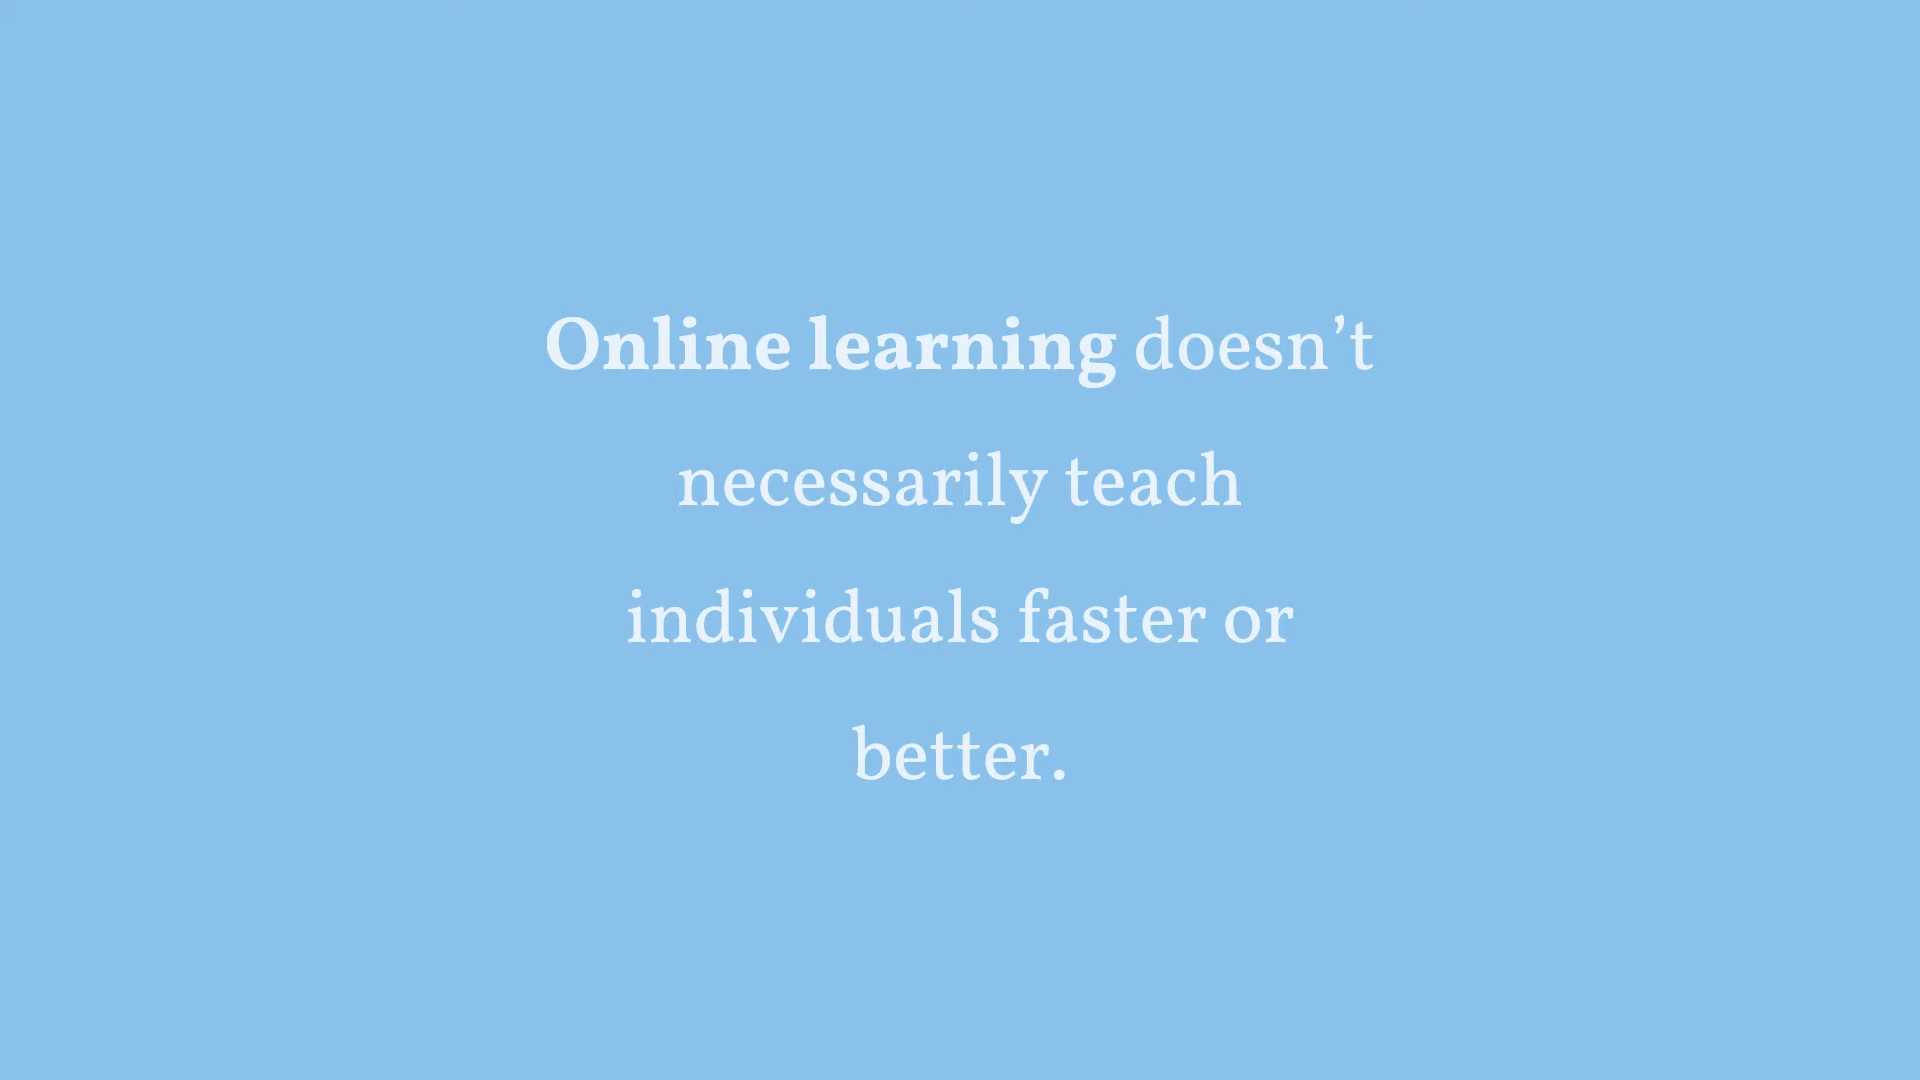 Online learning doesn’t
necessarily teach
individuals faster or
better.